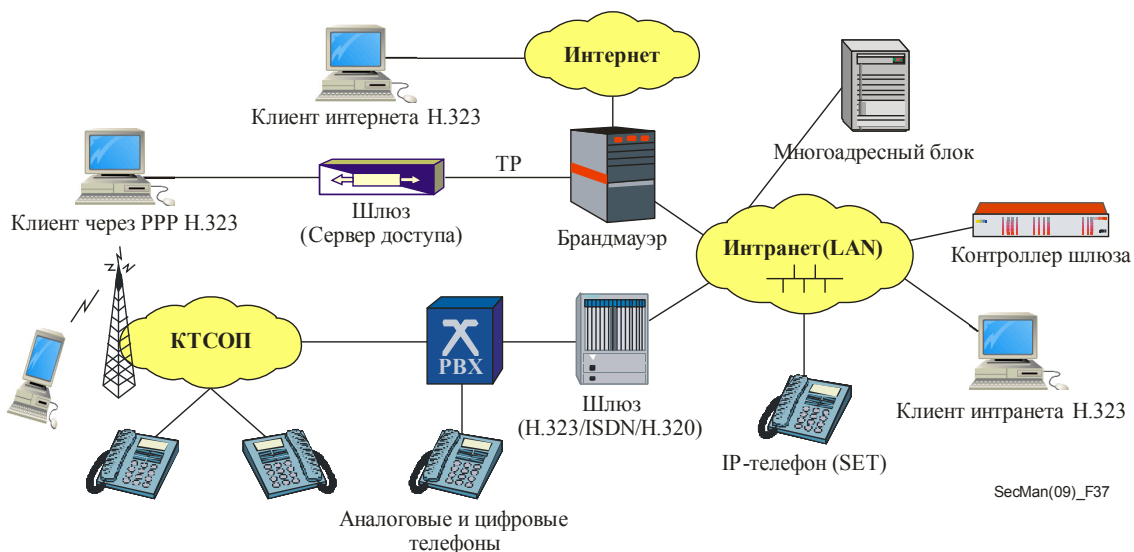 Интернет
Клиент интернета H.323
Многоадресный блок
ТР
Клиент через PPP H.323
Шлюз
(Сервер доступа)
Брандмауэр
Интранет (LAN)
Контроллер шлюза
КТСОП
PBX
Шлюз
(H.323/ISDN/H.320)
Клиент интранета H.323
IP-телефон (SET)
Аналоговые и цифровые
телефоны
SecMan(09)_F37